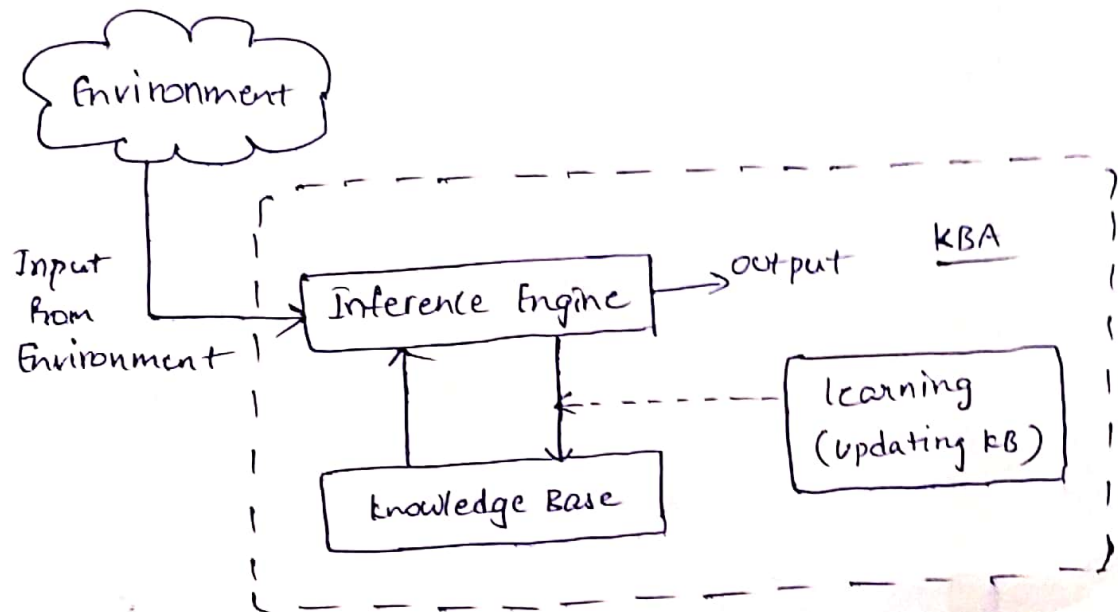 Environment
Input
from
Environment
Inference Engine
output
KBA
learning
(updating KB)
knowledge Base